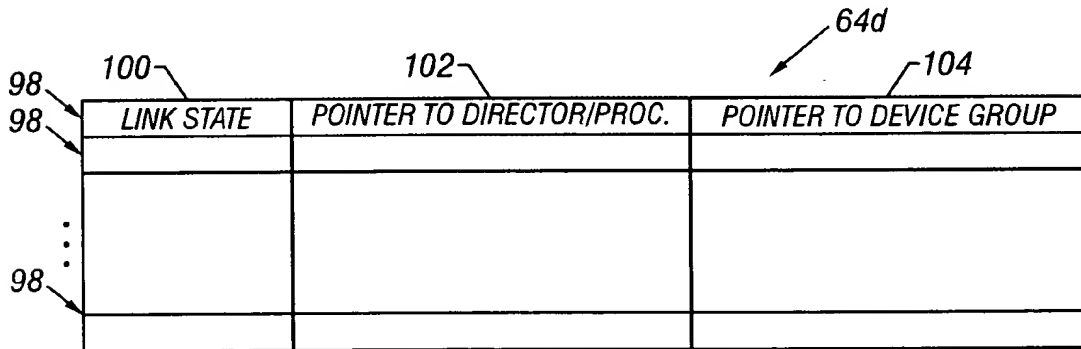 64d
100 102 104
98 LINK STATE POINTER TO DIRECTOR/PROC. POINTER TO DEVICE GROUP
98
98